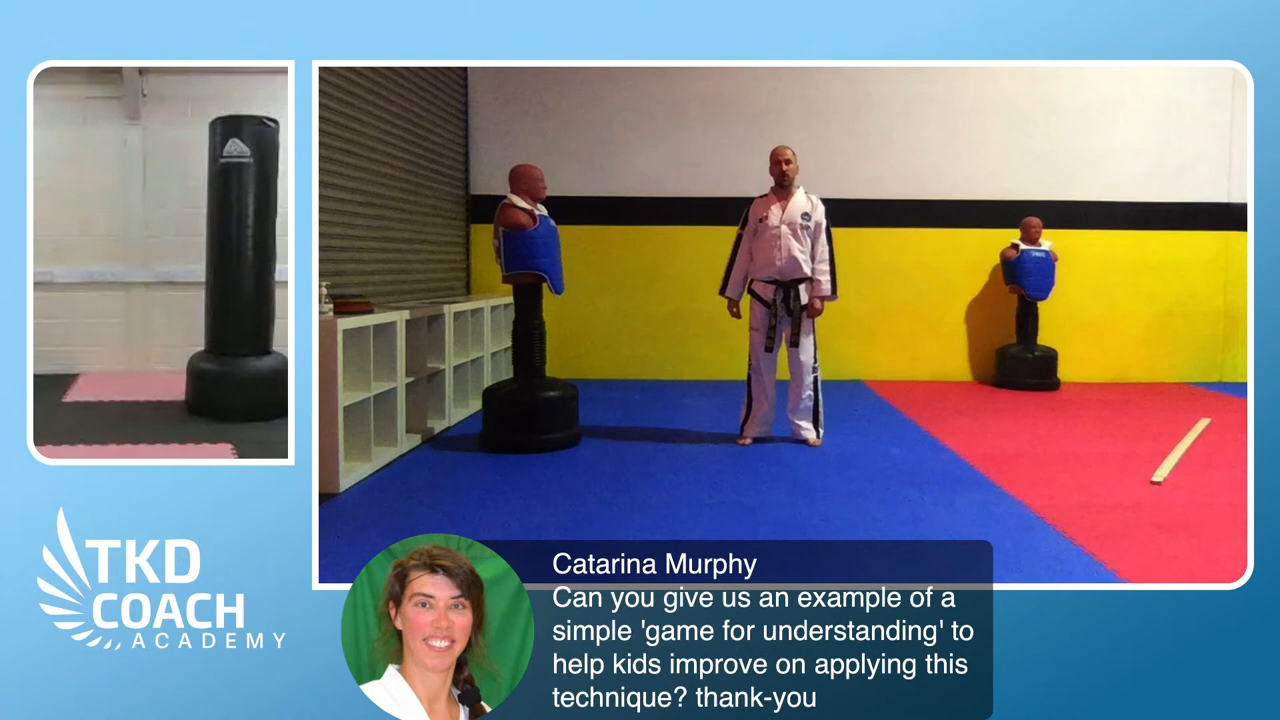 TKD
COACH
ACADEMY
Catarina Murphy
Can you give us an example of a
simple 'game for understanding' to
help kids improve on applying this
technique? thank-you